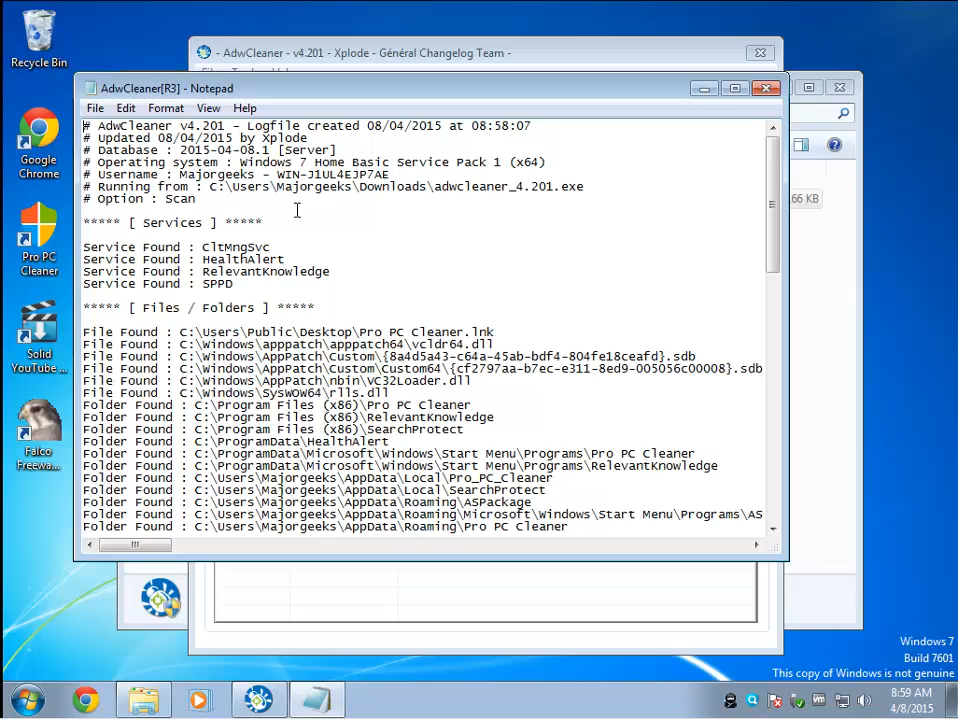 Recycle Bin
Google
Chrome
Pro PC
Cleaner
Solid
YouTube ...
Falco
Freewa...
- AdwCleaner - v4.201 - Xplode - Général Changelog Team -
AdwCleaner[R3] - Notepad
File Edit Format View Help
# AdwCleaner v4.201 - Logfile created 08/04/2015 at 08:58:07
# Updated 08/04/2015 by Xplode
# Database : 2015-04-08.1 [Server]
# Operating system : Windows 7 Home Basic Service Pack 1 (x64)
# Username : Majorgeeks - WIN-J1UL4EJP7AE
# Running from : C:\Users\Majorgeeks\Downloads\adwcleaner_4.201.exe
# Option : Scan
***** [ Services ] *****
Service Found : CltMngSvc
Service Found : HealthAlert
Service Found : RelevantKnowledge
Service Found : SPPD
***** [ Files / Folders ] *****
File Found : C:\Users\Public\Desktop\Pro PC Cleaner.lnk
File Found : C:\Windows\apppatch\apppatch64\vcldr64.dll
File Found : C:\Windows\AppPatch\Custom\{8a4d5a43-c64a-45ab-bdf4-804fe18ceafd}.sdb
File Found : C:\Windows\AppPatch\Custom\Custom64\{cf2797aa-b7ec-e311-8ed9-005056c00008}.sdb
File Found : C:\Windows\AppPatch\nbin\VC32Loader.dll
File Found : C:\Windows\SysWOW64\rlls.dll
Folder Found : C:\Program Files (x86)\Pro PC Cleaner
Folder Found : C:\Program Files (x86)\RelevantKnowledge
Folder Found : C:\Program Files (x86)\SearchProtect
Folder Found : C:\ProgramData\HealthAlert
Folder Found : C:\ProgramData\Microsoft\Windows\Start Menu\Programs\Pro PC Cleaner
Folder Found : C:\ProgramData\Microsoft\Windows\Start Menu\Programs\RelevantKnowledge
Folder Found : C:\Users\Majorgeeks\AppData\Local\Pro_PC_Cleaner
Folder Found : C:\Users\Majorgeeks\AppData\Local\SearchProtect
Folder Found : C:\Users\Majorgeeks\AppData\Roaming\ASPackage
Folder Found : C:\Users\Majorgeeks\AppData\Roaming\Microsoft\Windows\Start Menu\Programs\AS
Folder Found : C:\Users\Majorgeeks\AppData\Roaming\Pro PC Cleaner
66 KB
Windows 7
Build 7601
This copy of Windows is not genuine
8:59 AM
4/8/2015